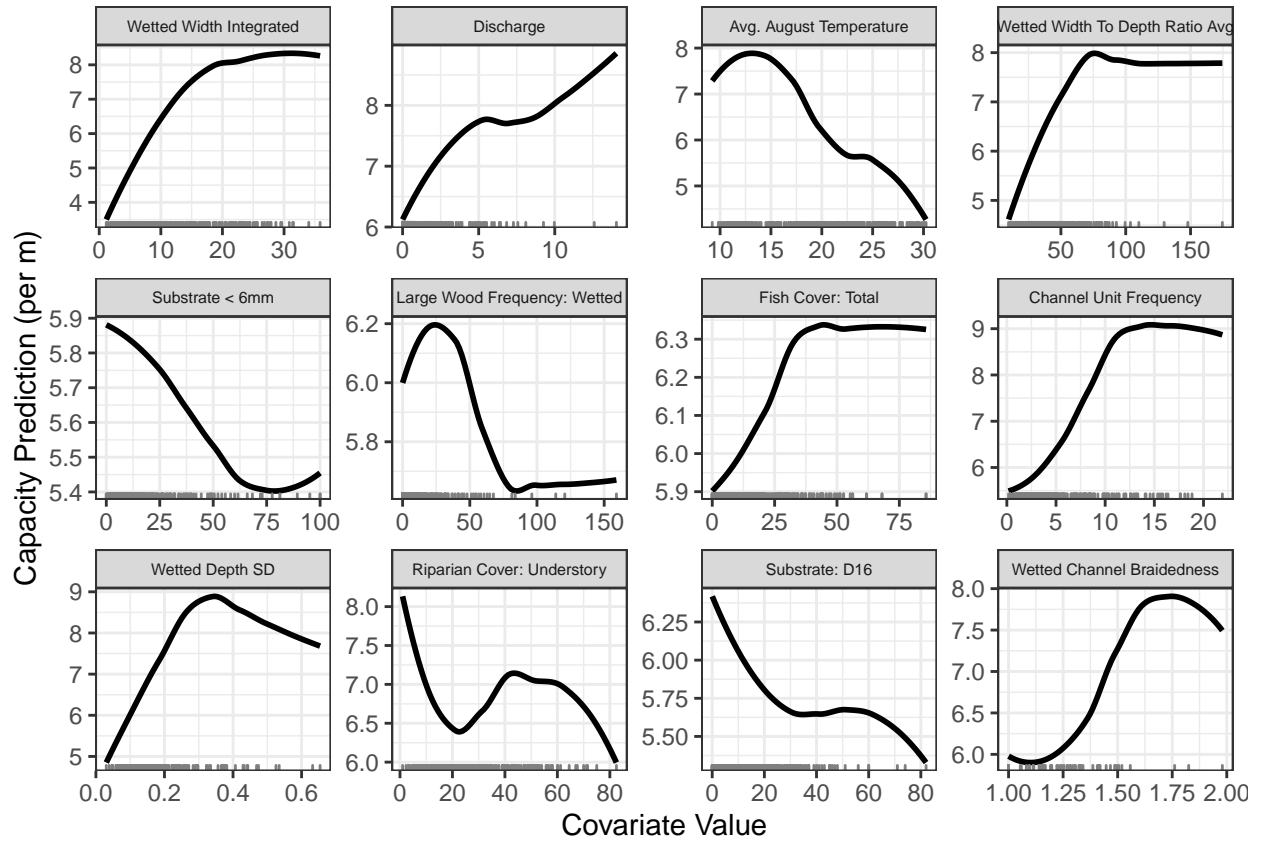 Wetted Width Integrated
Discharge
Avg. August Temperature
Wetted Width To Depth Ratio Avg
8
7
6
5
4
0 10 20 30
8
7
6
0 5 10
8
7
6
5
10 15 20 25 30
8
7
6
5
50 100 150
Capacity Prediction (per m)
Substrate < 6mm
Large Wood Frequency: Wetted
Fish Cover: Total
Channel Unit Frequency
5.9
5.8
5.7
5.6
5.5
5.4
0 25 50 75 100
6.2
6.0
5.8
0 50 100 150
6.3
6.2
6.1
6.0
5.9
0 25 50 75
9
8
7
6
0 5 10 15 20
Wetted Depth SD
Riparian Cover: Understory
Substrate: D16
Wetted Channel Braidedness
9
8
7
6
5
0.0 0.2 0.4 0.6
8.0
7.5
7.0
6.5
6.0
0 20 40 60 80
6.25
6.00
5.75
5.50
0 20 40 60 80
8.0
7.5
7.0
6.5
6.0
1.00 1.25 1.50 1.75 2.00
Covariate Value